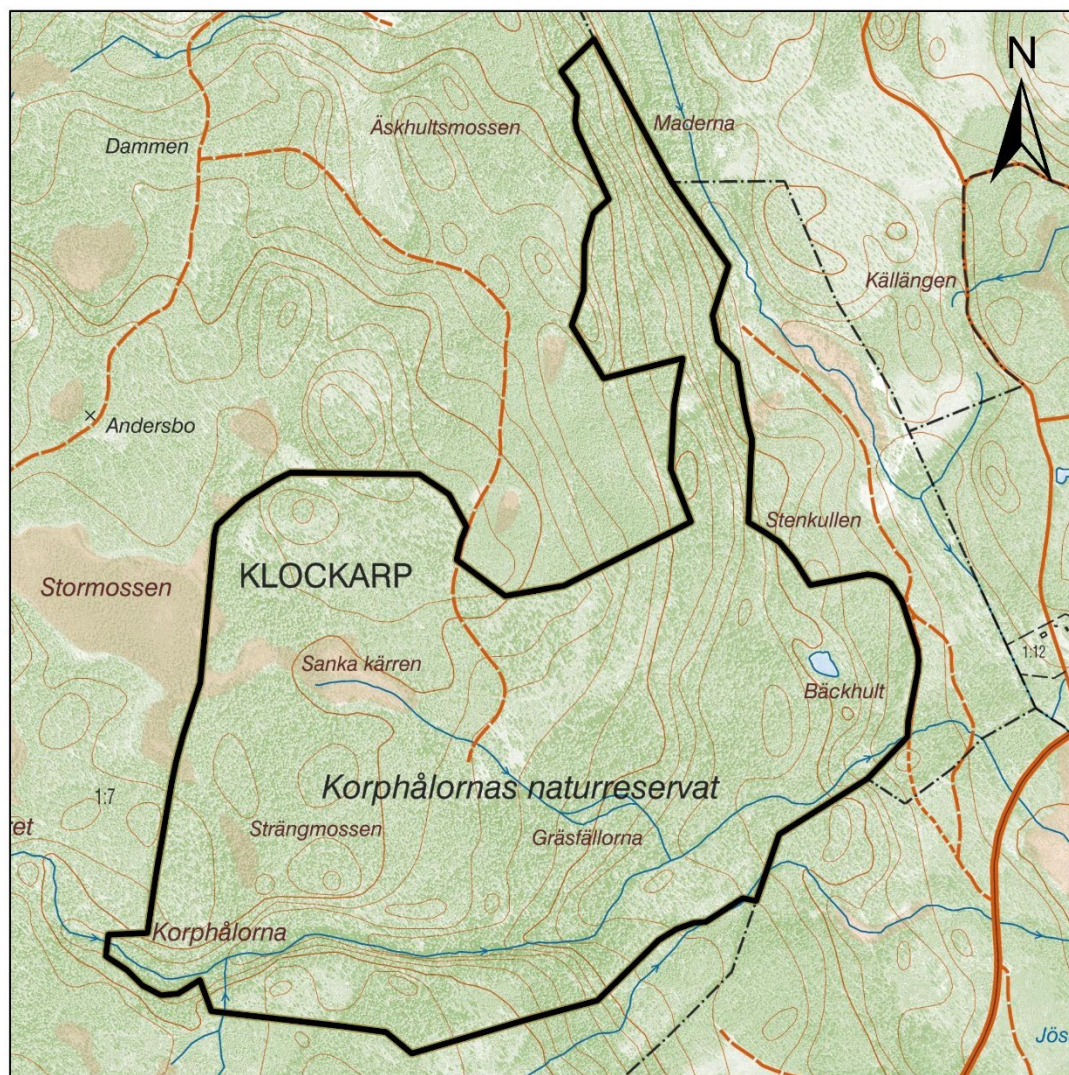 N
Dammen
Äskhultsmossen
Maderna
Källängen
Andersbo
Stenkullen
Stormossen
KLOCKARP
Sanka kärren
1:12
Bäckhult
Korphålornas naturreservat
1:7
Strängmossen
Gräsfällorna
ret
Korphålorna
Jös